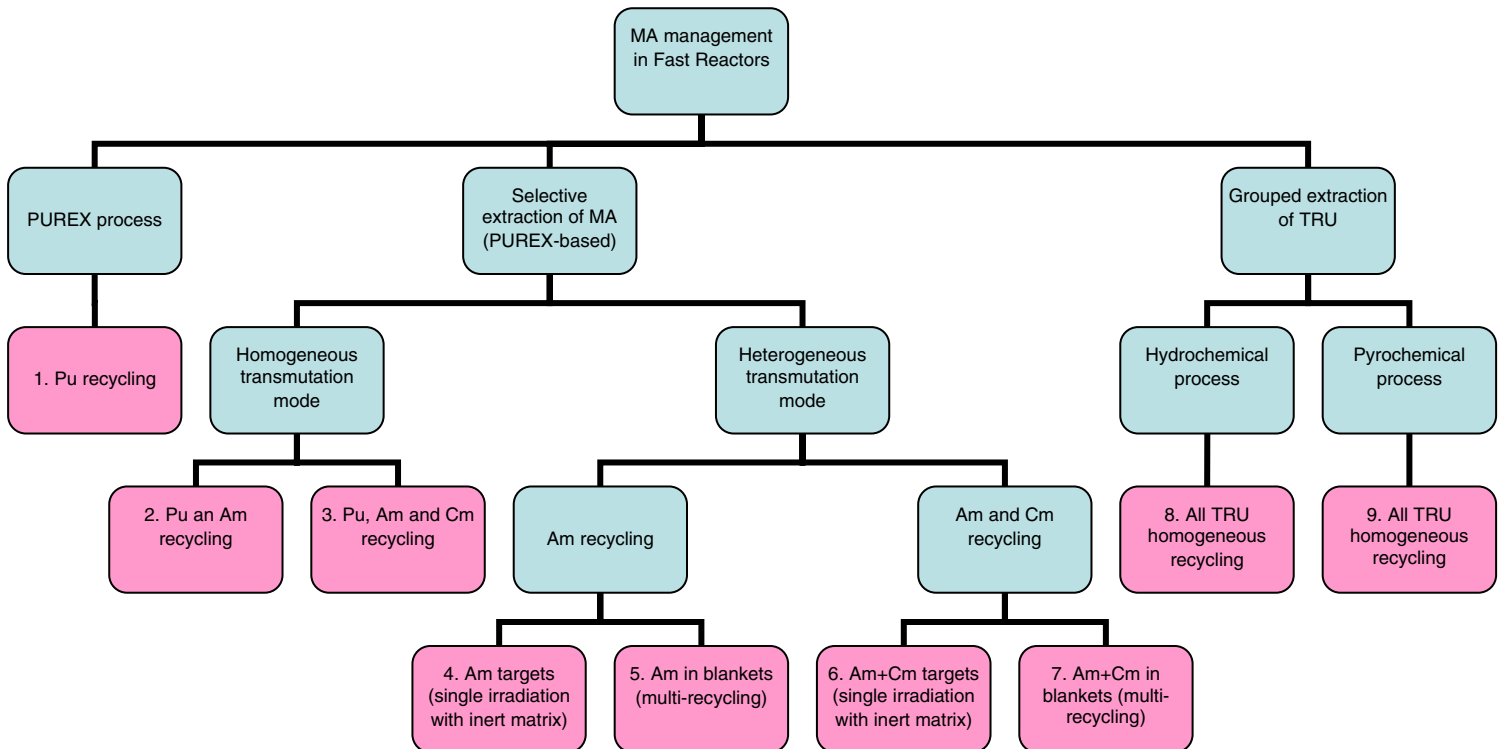 MA management
in Fast Reactors
PUREX process
Selective
extraction of MA
(PUREX-based)
Grouped extraction
of TRU
1. Pu recycling
Homogeneous
transmutation
mode
Heterogeneous
transmutation
mode
Hydrochemical
process
Pyrochemical
process
2. Pu an Am
recycling
3. Pu, Am and Cm
recycling
Am recycling
Am and Cm
recycling
8. All TRU
homogeneous
recycling
9. All TRU
homogeneous
recycling
4. Am targets
(single irradiation
with inert matrix)
5. Am in blankets
(multi-recycling)
6. Am+Cm targets
(single irradiation
with inert matrix)
7. Am+Cm in
blankets (multi-
recycling)